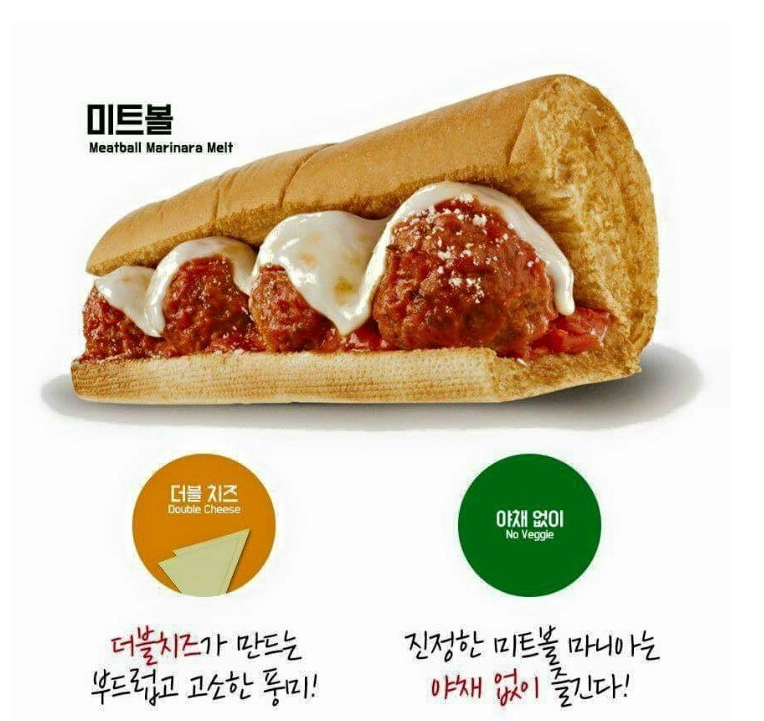 미트볼
Meatball Marinara Melt
더블 치즈
Double Cheese
야채 없이
No Veggie
더블치즈가 만드는
부드럽고 고소한 풍미!
진정한 미트볼 마니아는
야채 없이 즐긴다!